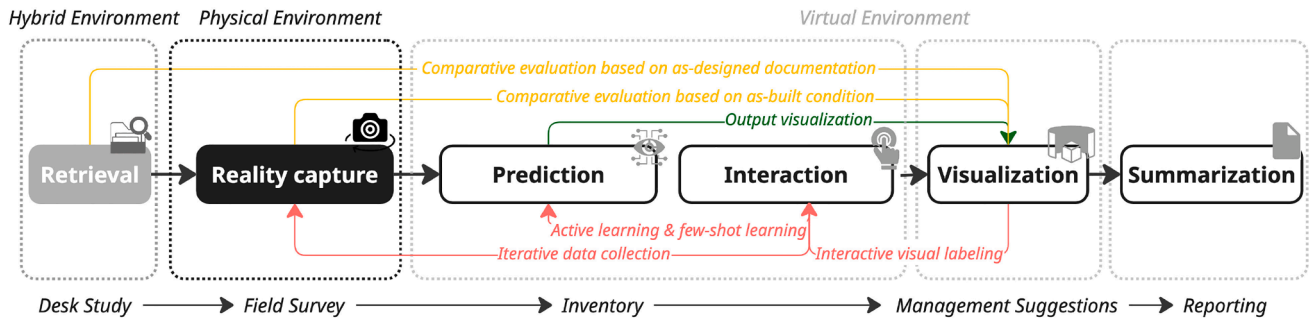 Hybrid Environment
Physical Environment
Virtual Environment
Comparative evaluation based on as-designed documentation
Comparative evaluation based on as-built condition
Output visualization
Retrieval
Reality capture
Prediction
Interaction
Visualization
Summarization
Active learning & few-shot learning
Iterative data collection
Interactive visual labeling
Desk Study
Field Survey
Inventory
Management Suggestions
Reporting